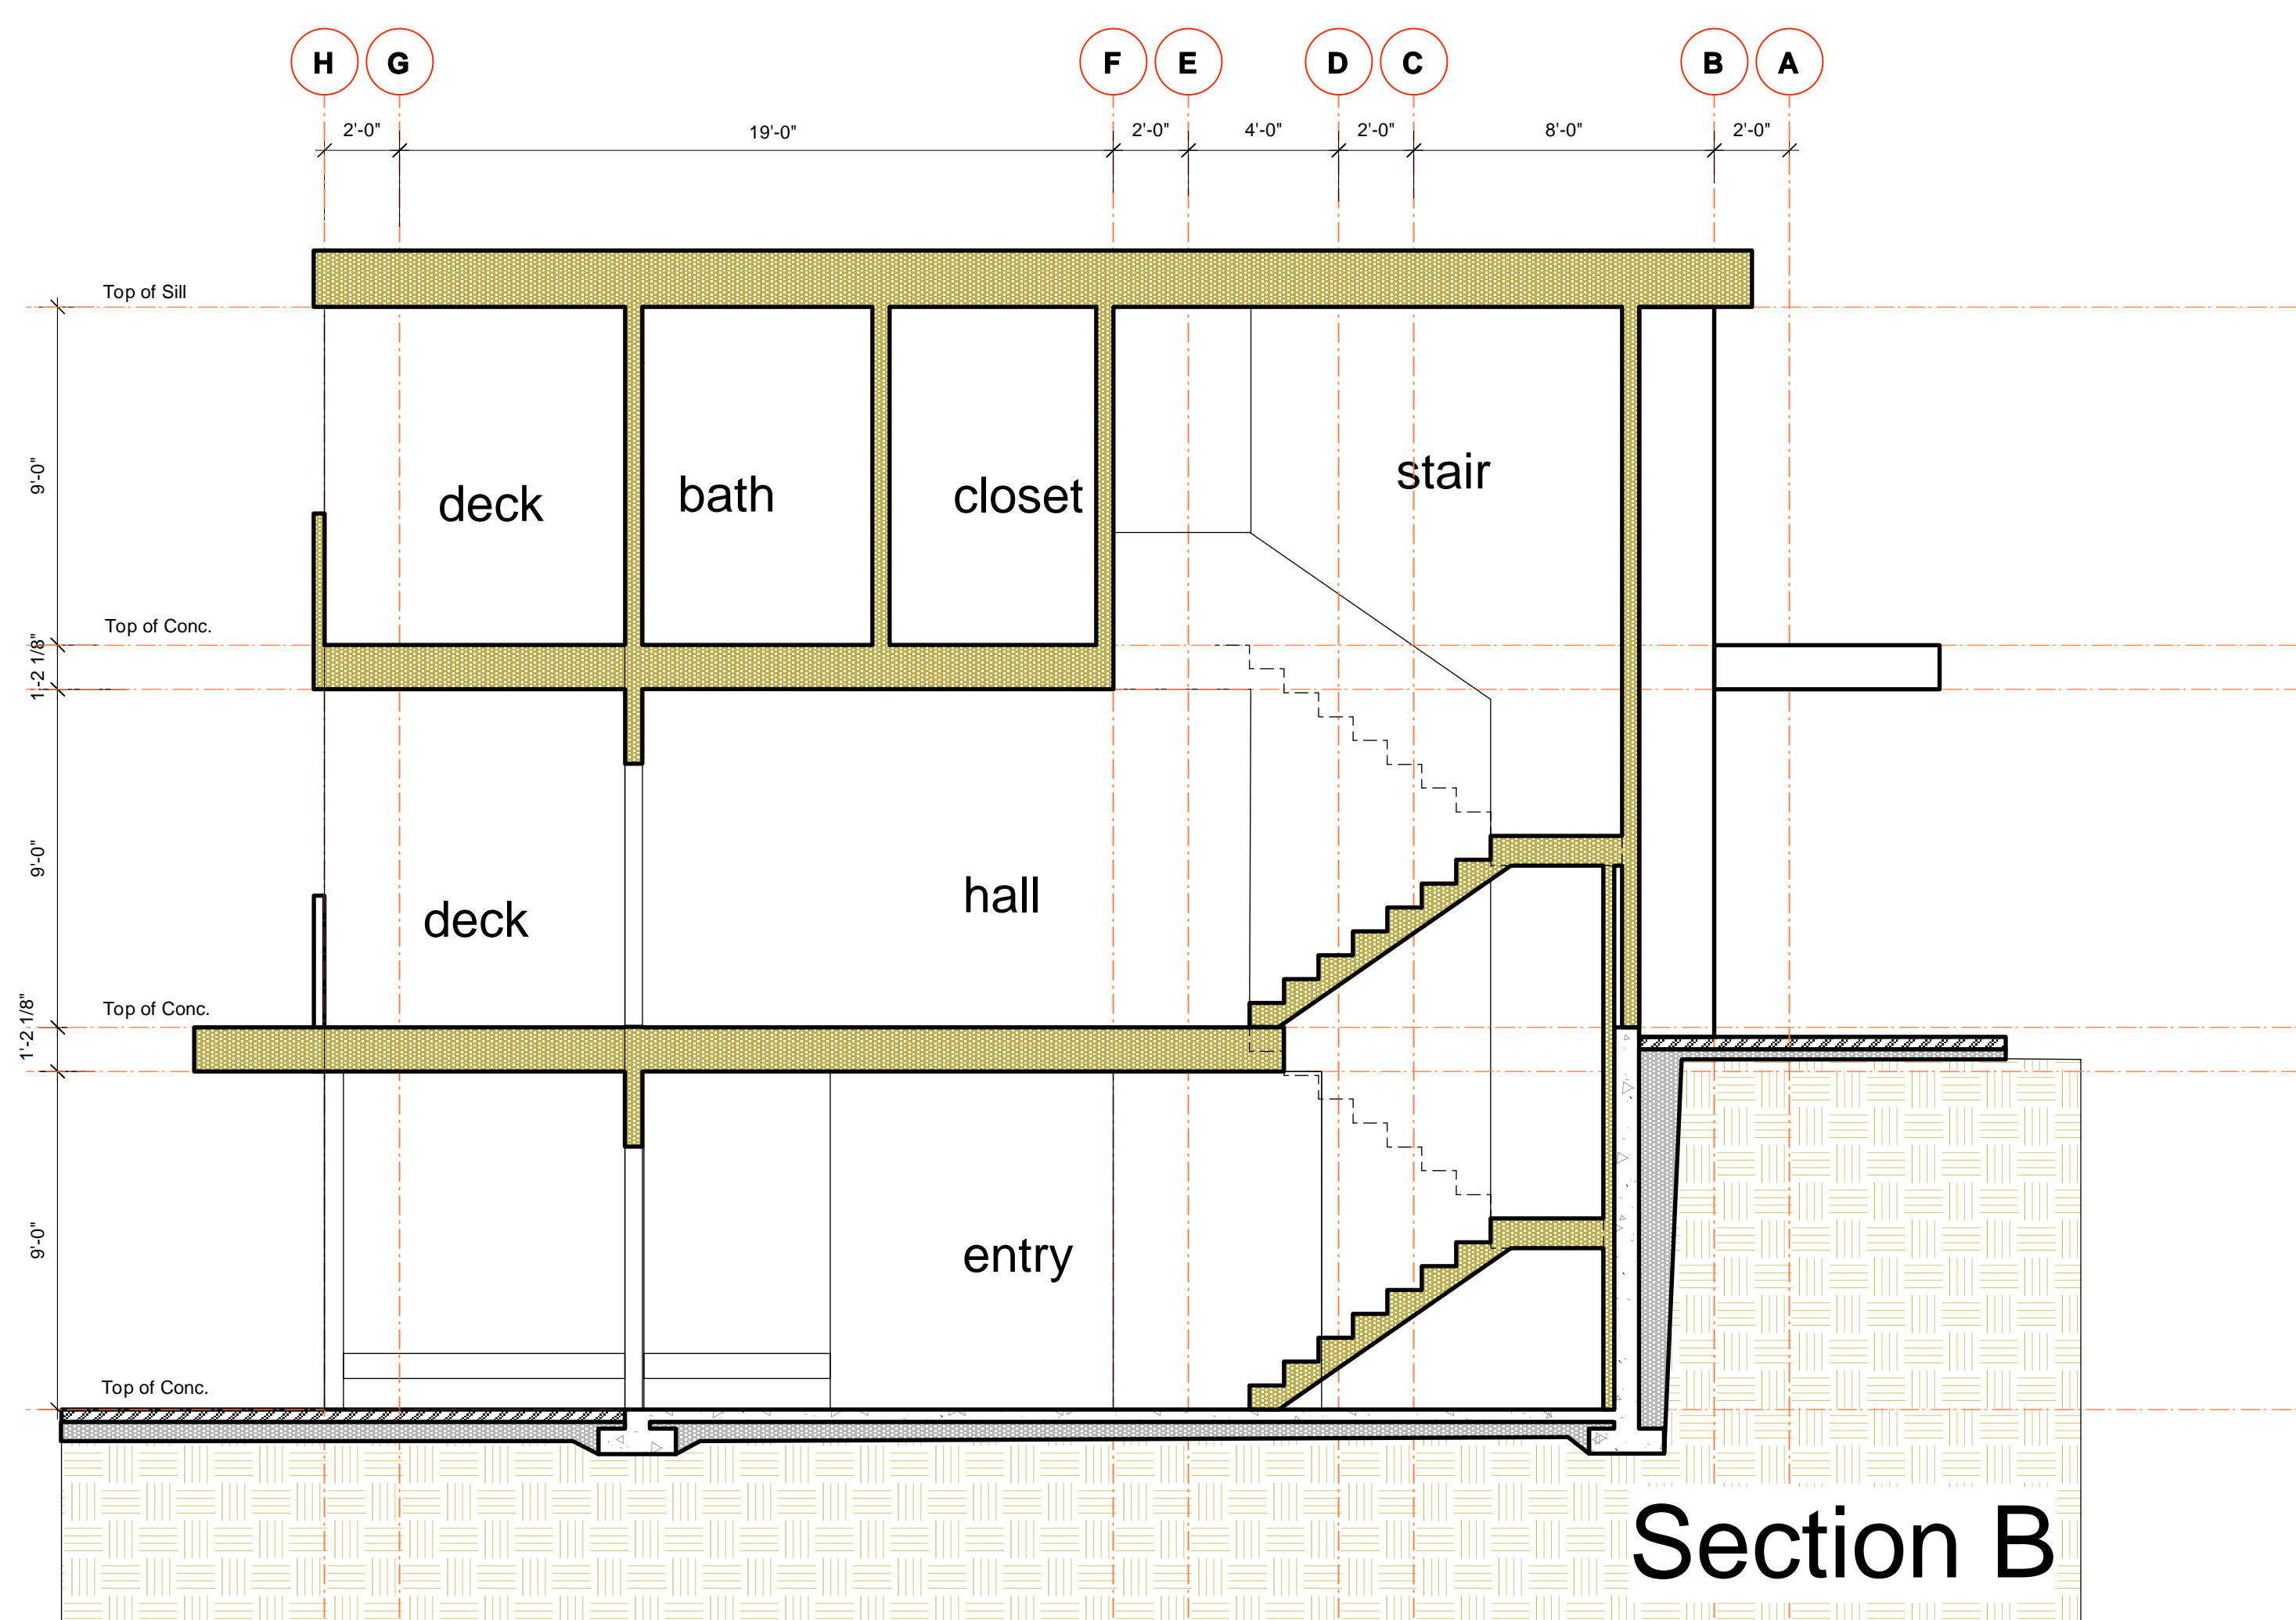 H G F E D C B A
2'-0" 19'-0" 2'-0" 4'-0" 2'-0" 8'-0" 2'-0"
Top of Sill
9'-0"
deck bath closet stair
Top of Conc.
1'-2 1/8"
9'-0"
deck hall
Top of Conc.
1'-2 1/8"
9'-0"
entry
Top of Conc.
Section B